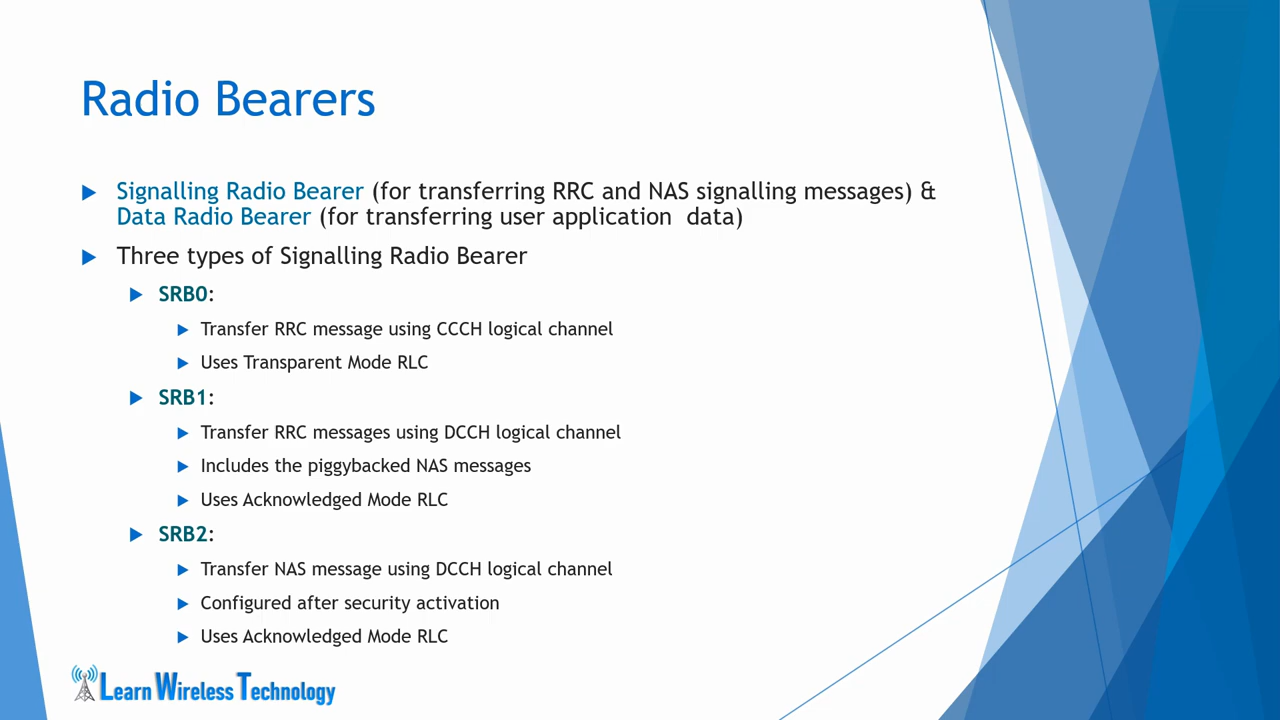 Radio Bearers
Signalling Radio Bearer (for transferring RRC and NAS signalling messages) &
Data Radio Bearer (for transferring user application  data)
Three types of Signalling Radio Bearer
SRB0:
Transfer RRC message using CCCH logical channel
Uses Transparent Mode RLC
SRB1:
Transfer RRC messages using DCCH logical channel
Includes the piggybacked NAS messages
Uses Acknowledged Mode RLC
SRB2:
Transfer NAS message using DCCH logical channel
Configured after security activation
Uses Acknowledged Mode RLC
Learn Wireless Technology